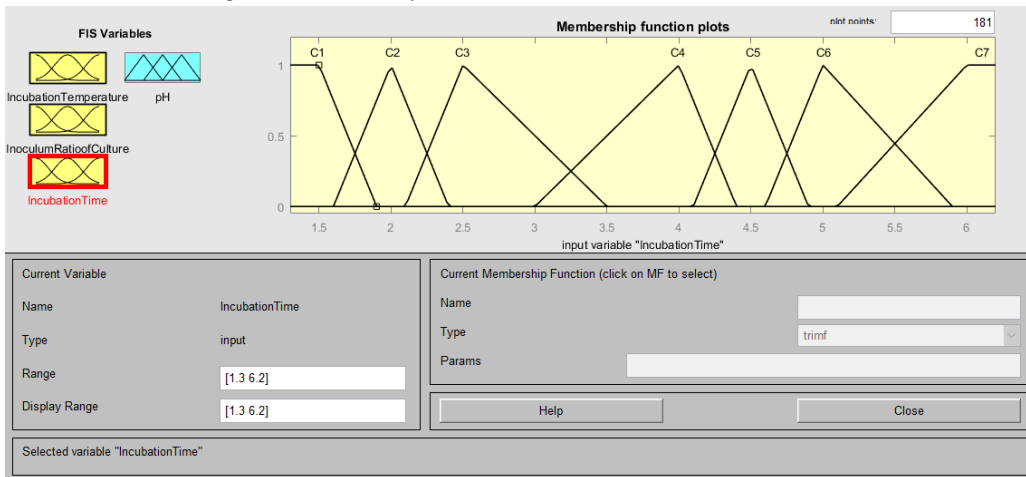 FIS Variables
IncubationTemperature
pH
InoculumRatioofCulture
IncubationTime
Membership function plots
plot points:
181
C1 C2 C3 C4 C5 C6 C7
1
0.5
0
1.5 2 2.5 3 3.5 4 4.5 5 5.5 6
input variable "IncubationTime"
Current Variable
Name IncubationTime
Type input
Range [1.3 6.2]
Display Range [1.3 6.2]
Current Membership Function (click on MF to select)
Name
Type trimf
Params
Help Close
Selected variable "IncubationTime"